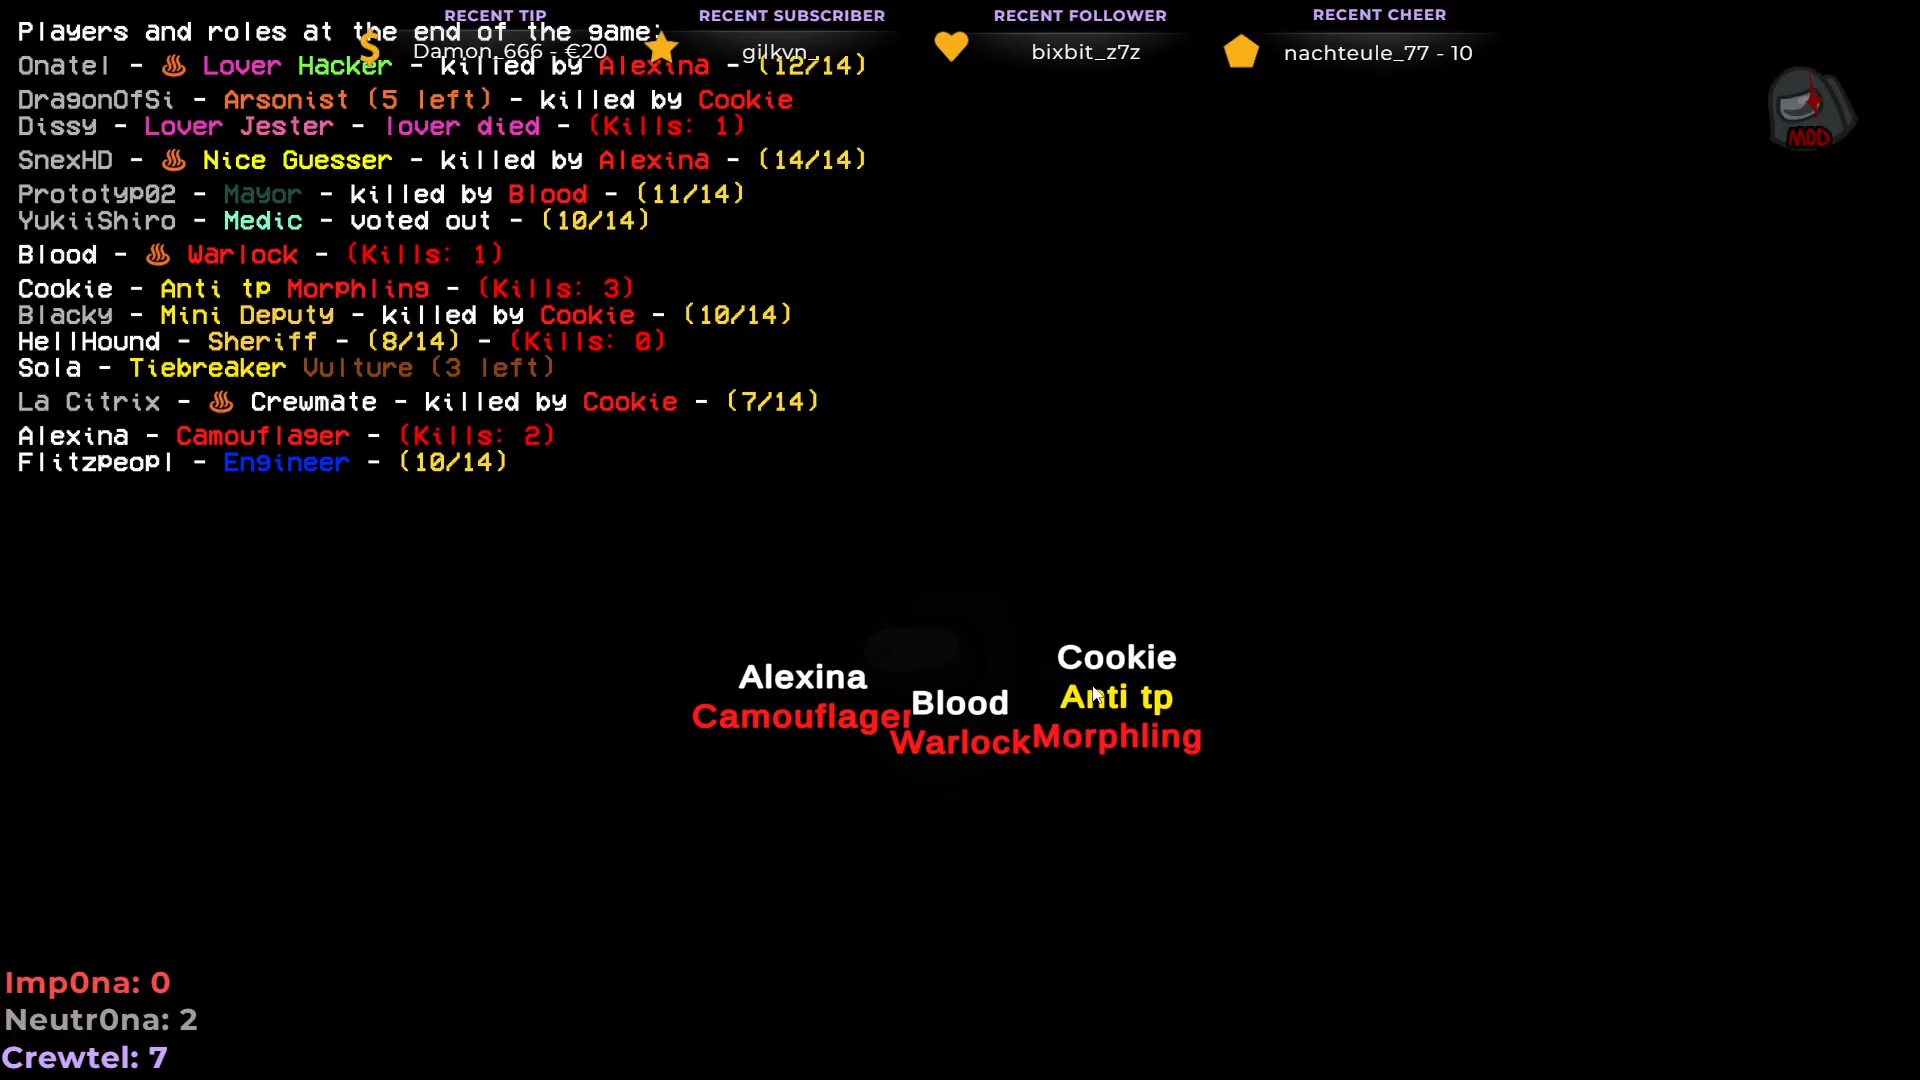 RECENT TIP
RECENT SUBSCRIBER
RECENT FOLLOWER
RECENT CHEER
Damon_666 - €20
gilkvn_
bixbit_z7z
nachteule_77 - 10
Players and roles at the end of the game:
Onatel - ♨ Lover Hacker - killed by Alexina - (12/14)
DragonOfSi - Arsonist (5 left) - killed by Cookie
Dissy - Lover Jester - lover died - (Kills: 1)
SnexHD - ♨ Nice Guesser - killed by Alexina - (14/14)
Prototyp02 - Mayor - killed by Blood - (11/14)
YukiiShiro - Medic - voted out - (10/14)
Blood - ♨ Warlock - (Kills: 1)
Cookie - Anti tp Morphling - (Kills: 3)
Blacky - Mini Deputy - killed by Cookie - (10/14)
HellHound - Sheriff - (8/14) - (Kills: 0)
Sola - Tiebreaker Vulture (3 left)
La Citrix - ♨ Crewmate - killed by Cookie - (7/14)
Alexina - Camouflager - (Kills: 2)
Flitzpeopl - Engineer - (10/14)
MOD
Alexina
Camouflager
Blood
Warlock
Cookie
Anti tp
Morphling
Imp0na: 0
Neutr0na: 2
Crewtel: 7